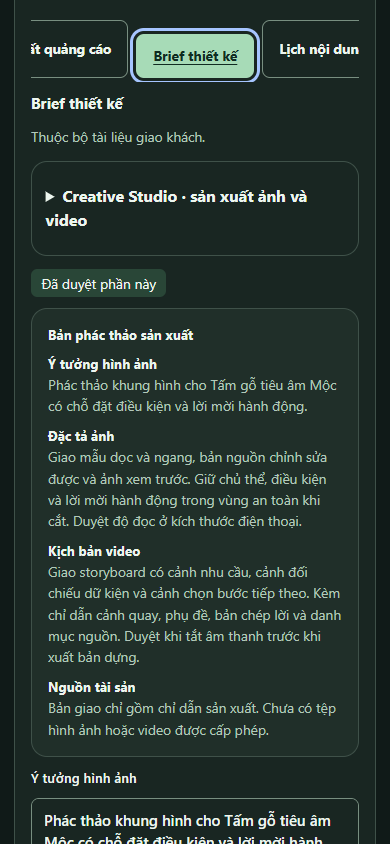 ất quảng cáo
Brief thiết kế
Lịch nội dun
Brief thiết kế
Thuộc bộ tài liệu giao khách.
▶ Creative Studio · sản xuất ảnh và
video
Đã duyệt phần này
Bản phác thảo sản xuất
Ý tưởng hình ảnh
Phác thảo khung hình cho Tấm gỗ tiêu âm Mộc
có chỗ đặt điều kiện và lời mời hành động.
Đặc tả ảnh
Giao mẫu dọc và ngang, bản nguồn chỉnh sửa
được và ảnh xem trước. Giữ chủ thể, điều kiện
và lời mời hành động trong vùng an toàn khi
cắt. Duyệt độ đọc ở kích thước điện thoại.
Kịch bản video
Giao storyboard có cảnh nhu cầu, cảnh đối
chiếu dữ kiện và cảnh chọn bước tiếp theo. Kèm
chỉ dẫn cảnh quay, phụ đề, bản chép lời và danh
mục nguồn. Duyệt khi tắt âm thanh trước khi
xuất bản dựng.
Nguồn tài sản
Bản giao chỉ gồm chỉ dẫn sản xuất. Chưa có tệp
hình ảnh hoặc video được cấp phép.
Ý tưởng hình ảnh
Phác thảo khung hình cho Tấm gỗ tiêu âm
Mộc có chỗ đặt điều kiện và lời mời hành